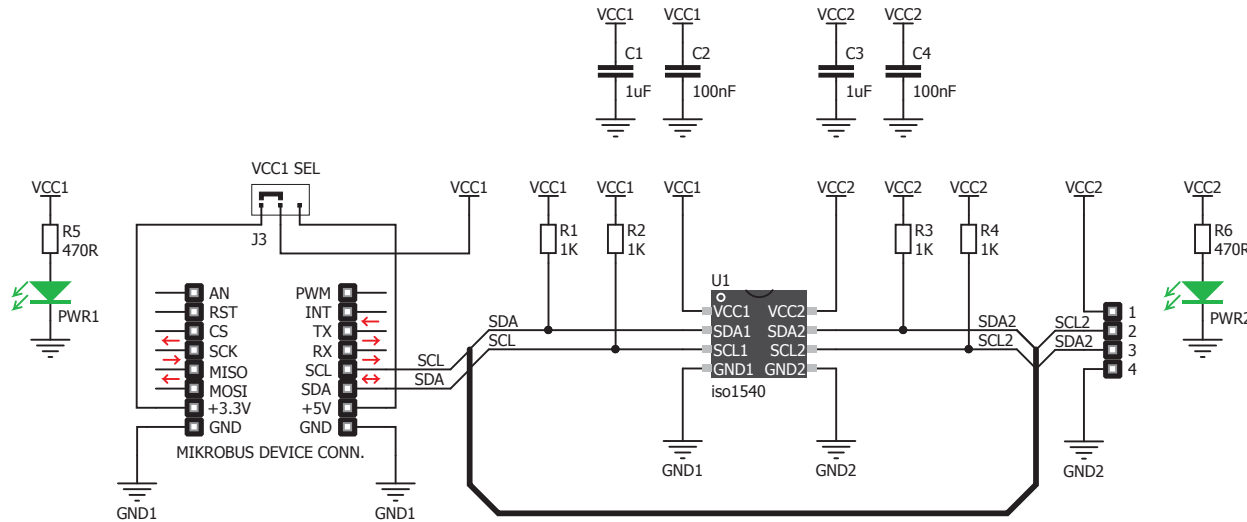 VCC1 VCC1 VCC2 VCC2
C1 C2 C3 C4
1uF 100nF 1uF 100nF
VCC1 SEL
VCC1 VCC1 VCC1 VCC1 VCC1 VCC2 VCC2 VCC2 VCC2 VCC2
R5 R1 R2 R3 R4 R6
470R 1K 1K 1K 1K 470R
J3
U1
AN PWM
RST INT
CS TX
SCK RX
MISO SCL
MOSI SDA
+3.3V +5V
GND GND
PWR1
MIKROBUS DEVICE CONN.
GND1 GND1
SCL SDA
SDA SCL
VCC1 VCC2
SDA1 SDA2
SCL1 SCL2
GND1 GND2
iso1540
GND1 GND2
SDA2 SCL2
SCL2 SDA2
1
2
3
4
GND2
PWR2